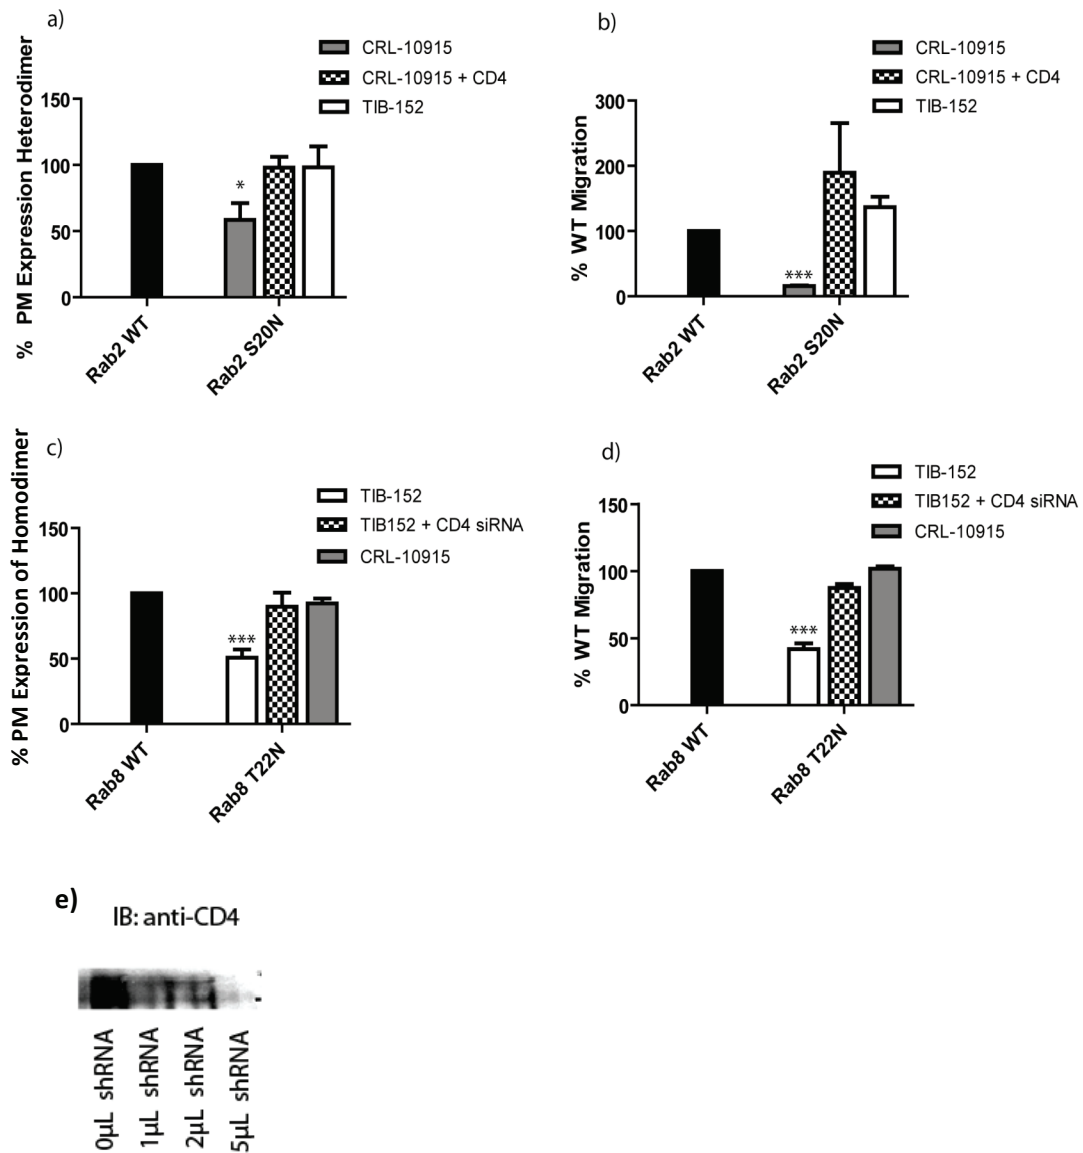 a)
CRL-10915
CRL-10915 + CD4
TIB-152
% PM Expression Heterodimer
150
100
50
0
*
Rab2 WT
Rab2 S20N
b)
CRL-10915
CRL-10915 + CD4
TIB-152
% WT Migration
300
200
100
0
***
Rab2 WT
Rab2 S20N
c)
TIB-152
TIB152 + CD4 siRNA
CRL-10915
% PM Expression of Homodimer
150
100
50
0
***
Rab8 WT
Rab8 T22N
d)
TIB-152
TIB152 + CD4 siRNA
CRL-10915
% WT Migration
150
100
50
0
***
Rab8 WT
Rab8 T22N
e)
IB: anti-CD4
0µL shRNA
1µL shRNA
2µL shRNA
5µL shRNA